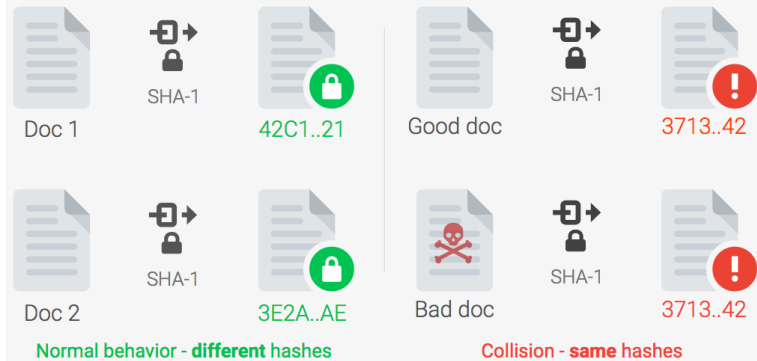 SHA-1
SHA-1
Doc 1
42C1..21
Good doc
3713..42
SHA-1
SHA-1
Doc 2
3E2A..AE
Bad doc
3713..42
Normal behavior - different hashes
Collision - same hashes